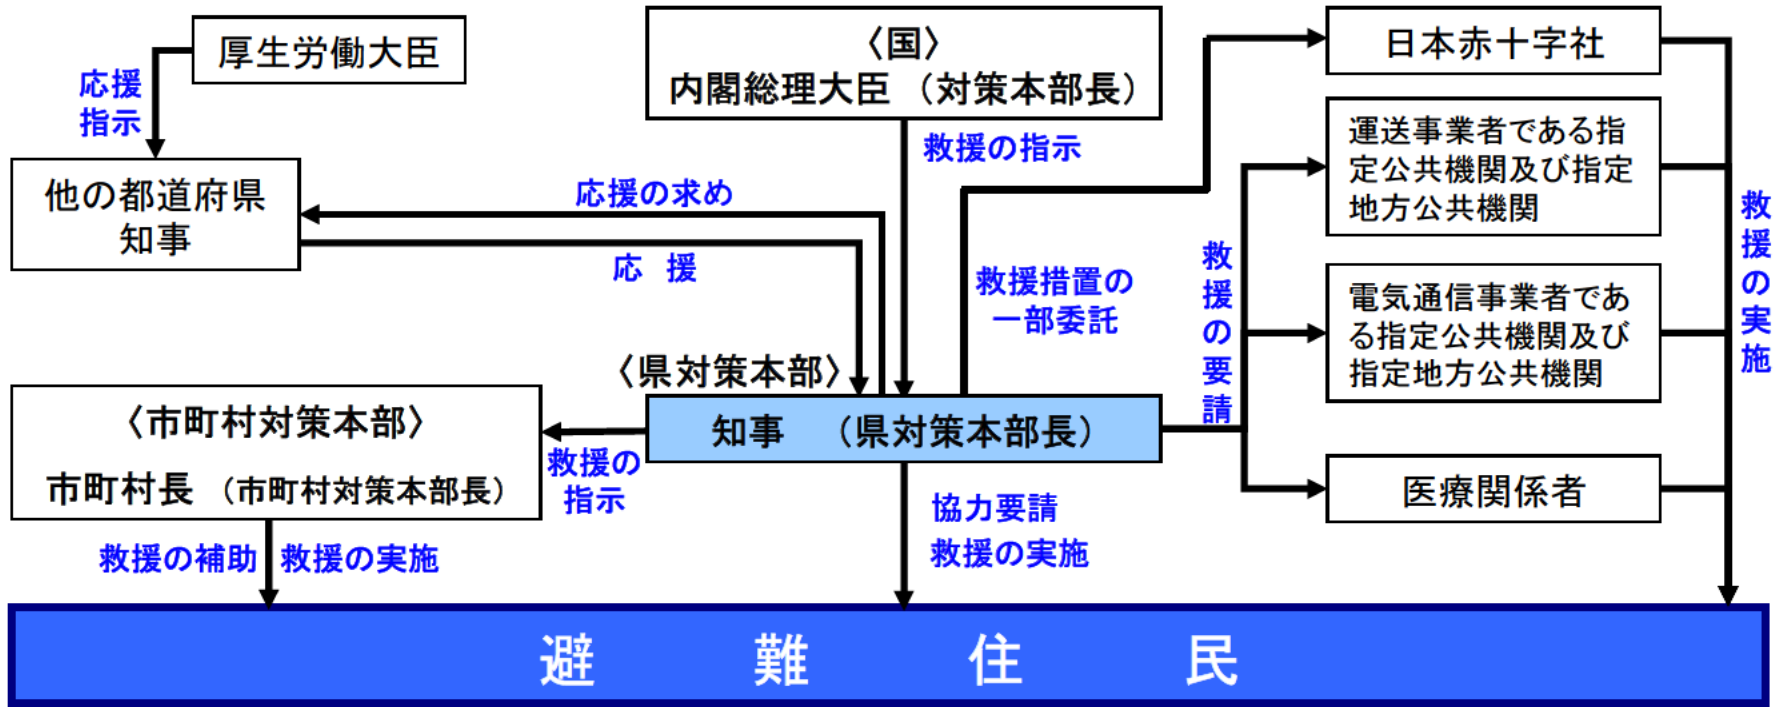 厚生労働大臣
応援
指示
他の都道府県
知事
〈国〉
内閣総理大臣（対策本部長）
救援の指示
応援の求め
応　援
救援措置の
一部委託
〈県対策本部〉
知事　（県対策本部長）
〈市町村対策本部〉
市町村長（市町村対策本部長）
救援の
指示
救援の補助
救援の実施
協力要請
救援の実施
救援の要請
日本赤十字社
運送事業者である指
定公共機関及び指定
地方公共機関
電気通信事業者であ
る指定公共機関及び
指定地方公共機関
医療関係者
救援の実施
避　難　住　民